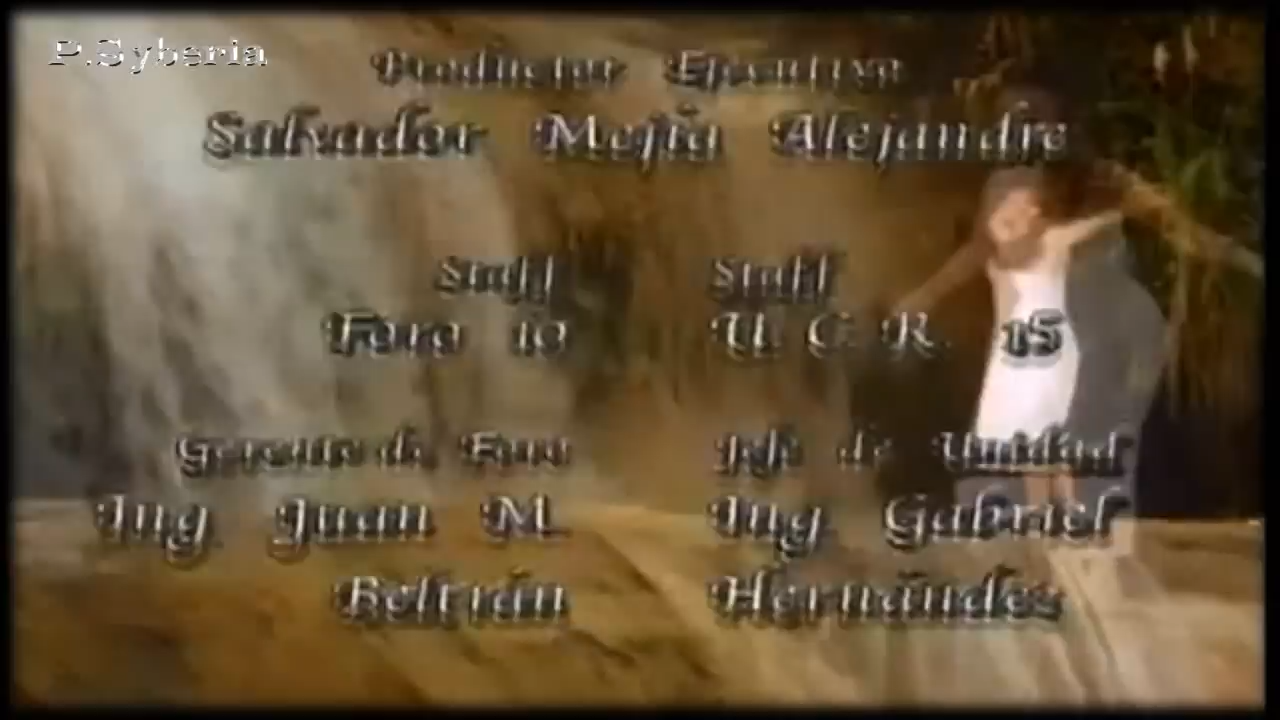 P.Syberia
Productor Ejecutivo
Salvador Mejia Alejandre
Staff Staff
Foro 10 U. C. R. 15
Gerente de Foro Jefe de Unidad
Ing. Juan M. Ing. Gabriel
Beltrán Hernández